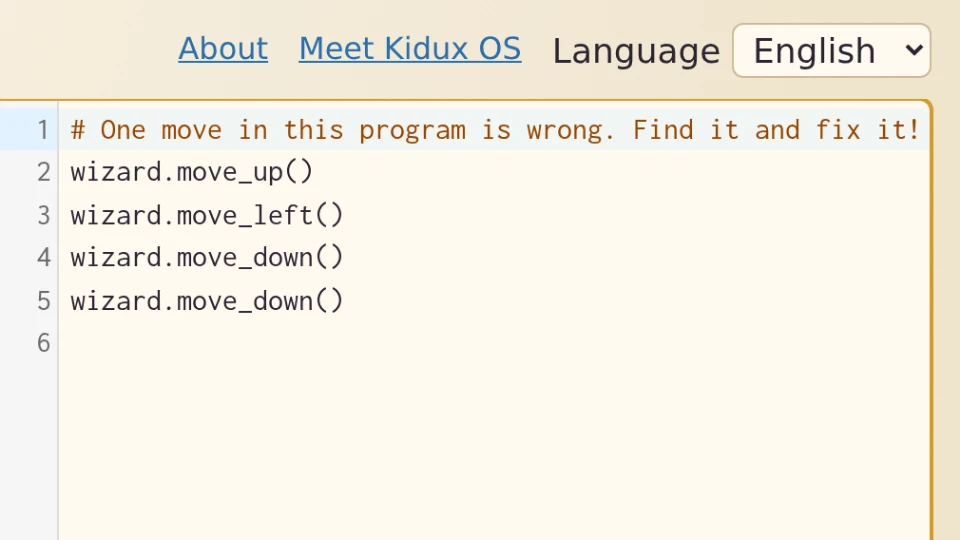 About Meet Kidux OS Language English
1 # One move in this program is wrong. Find it and fix it!
2 wizard.move_up()
3 wizard.move_left()
4 wizard.move_down()
5 wizard.move_down()
6